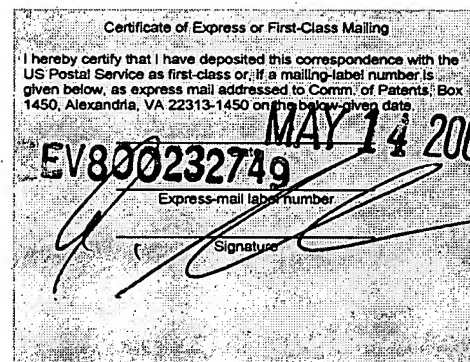 Certificate of Express or First-Class Mailing
I hereby certify that I have deposited this correspondence with the
US Postal Service as first-class or, if a mailing-label number is
given below, as express mail addressed to Comm. of Patents, Box
1450, Alexandria, VA 22313-1450 on the below-given date.
MAY 14 200
EV800232749
Express-mail label number
Signature